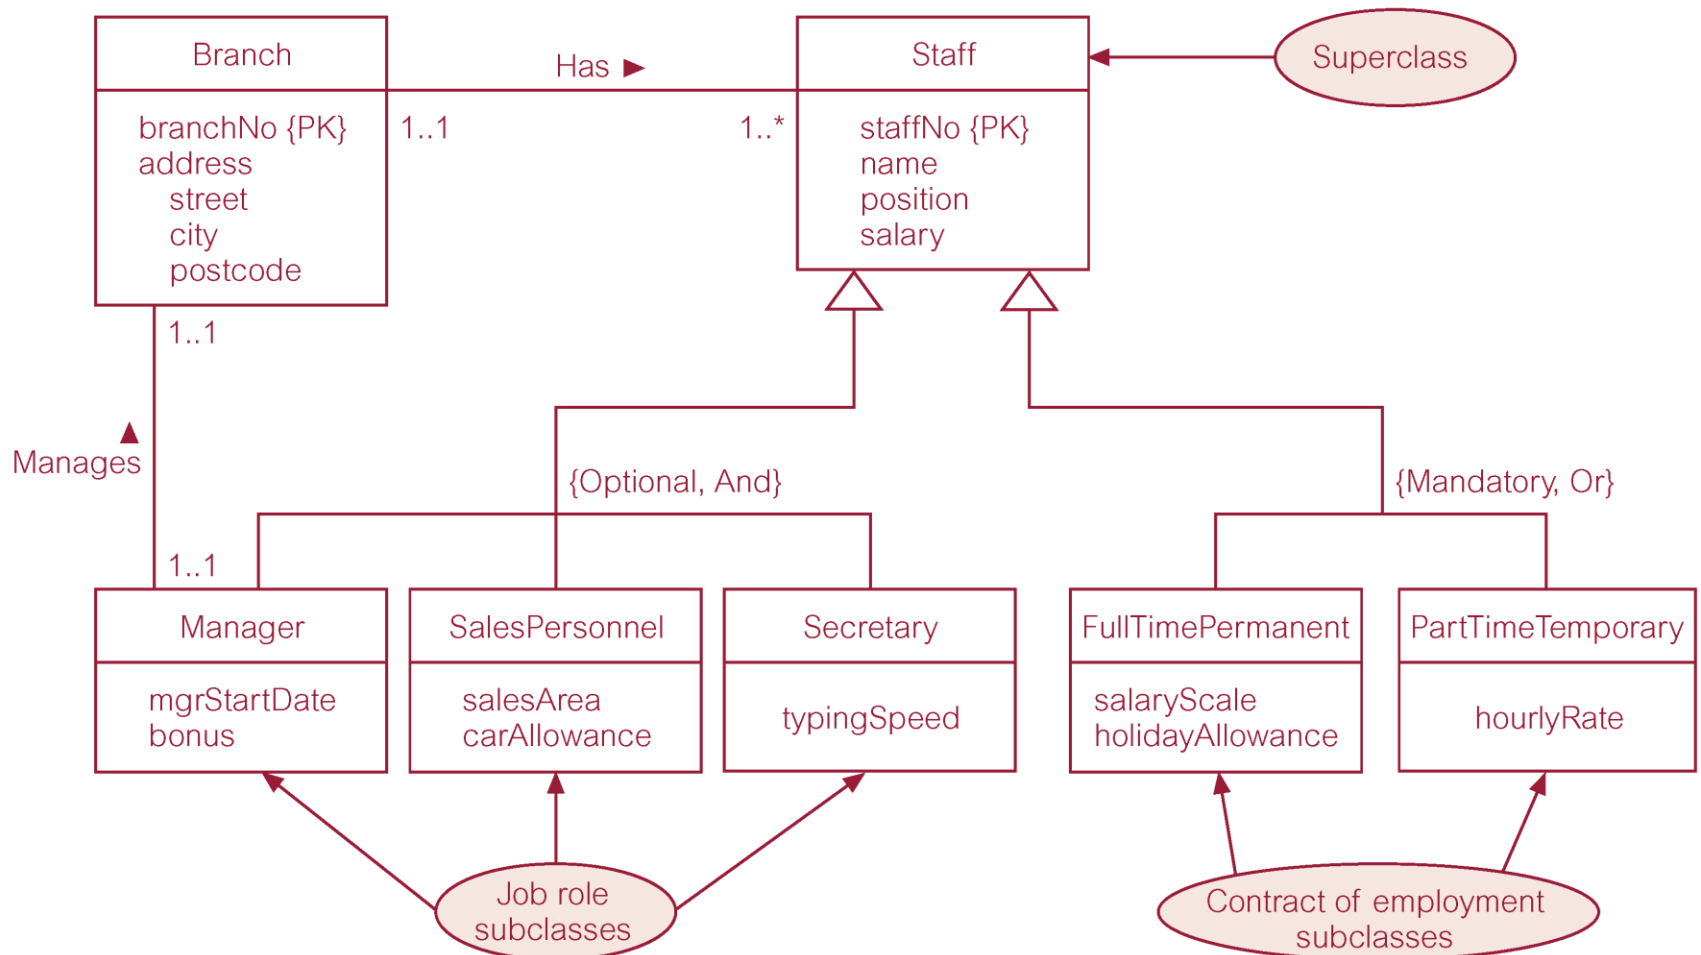 Branch
Has ►
Staff
Superclass
branchNo {PK}
address
street
city
postcode
1..1
1..*
staffNo {PK}
name
position
salary
1..1
▲
Manages
{Optional, And}
{Mandatory, Or}
1..1
Manager
mgrStartDate
bonus
SalesPersonnel
salesArea
carAllowance
Secretary
typingSpeed
FullTimePermanent
salaryScale
holidayAllowance
PartTimeTemporary
hourlyRate
Job role
subclasses
Contract of employment
subclasses